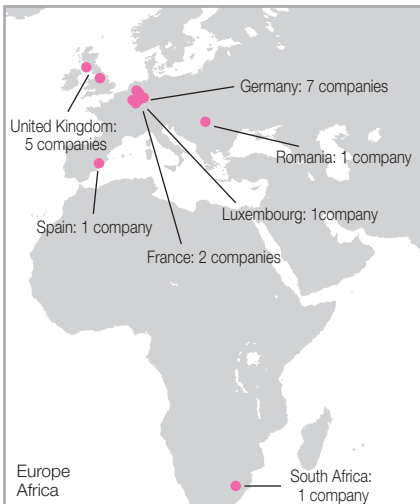 Germany: 7 companies
United Kingdom:
5 companies
Romania: 1 company
Luxembourg: 1company
Spain: 1 company
France: 2 companies
South Africa:
1 company
Europe
Africa